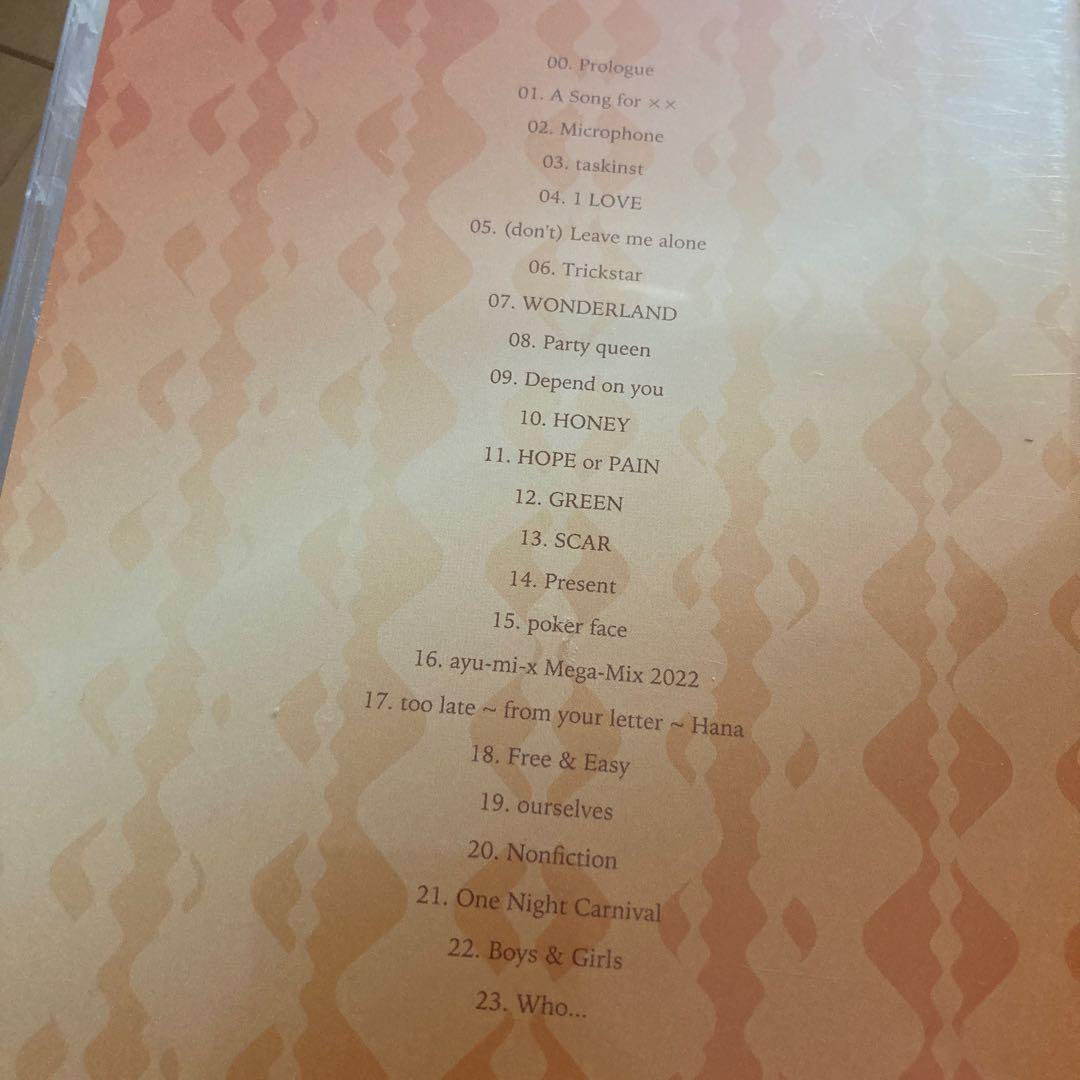 00. Prologue
01. A Song for ××
02. Microphone
03. taskinst
04. 1 LOVE
05. (don't) Leave me alone
06. Trickstar
07. WONDERLAND
08. Party queen
09. Depend on you
10. HONEY
11. HOPE or PAIN
12. GREEN
13. SCAR
14. Present
15. poker face
16. ayu-mi-x Mega-Mix 2022
17. too late ~ from your letter ~ Hana
18. Free & Easy
19. ourselves
20. Nonfiction
21. One Night Carnival
22. Boys & Girls
23. Who...